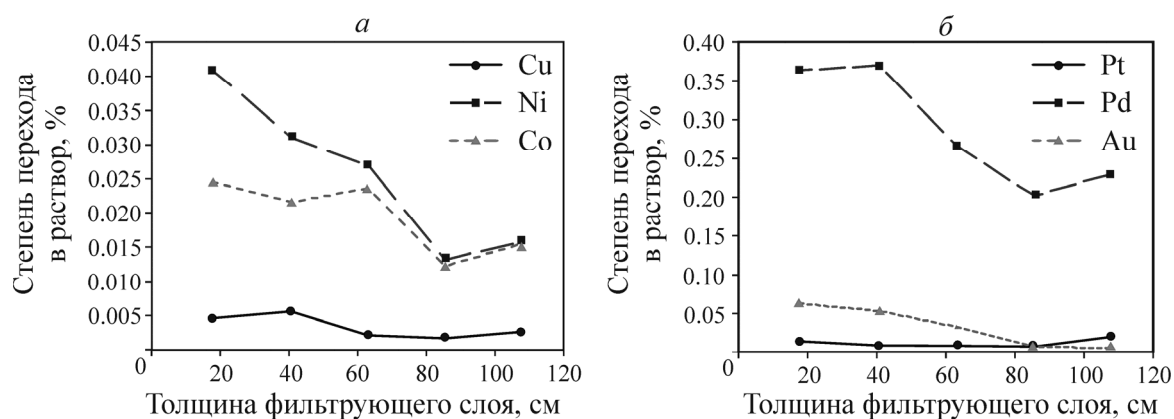 а
Степень перехода
в раствор, %
0.045
0.040
0.035
0.030
0.025
0.020
0.015
0.010
0.005
0
20
40
60
80
100
120
Cu
Ni
Co
Толщина фильтрующего слоя, см
б
Степень перехода
в раствор, %
0.40
0.35
0.30
0.25
0.20
0.15
0.10
0.05
0
20
40
60
80
100
120
Pt
Pd
Au
Толщина фильтрующего слоя, см